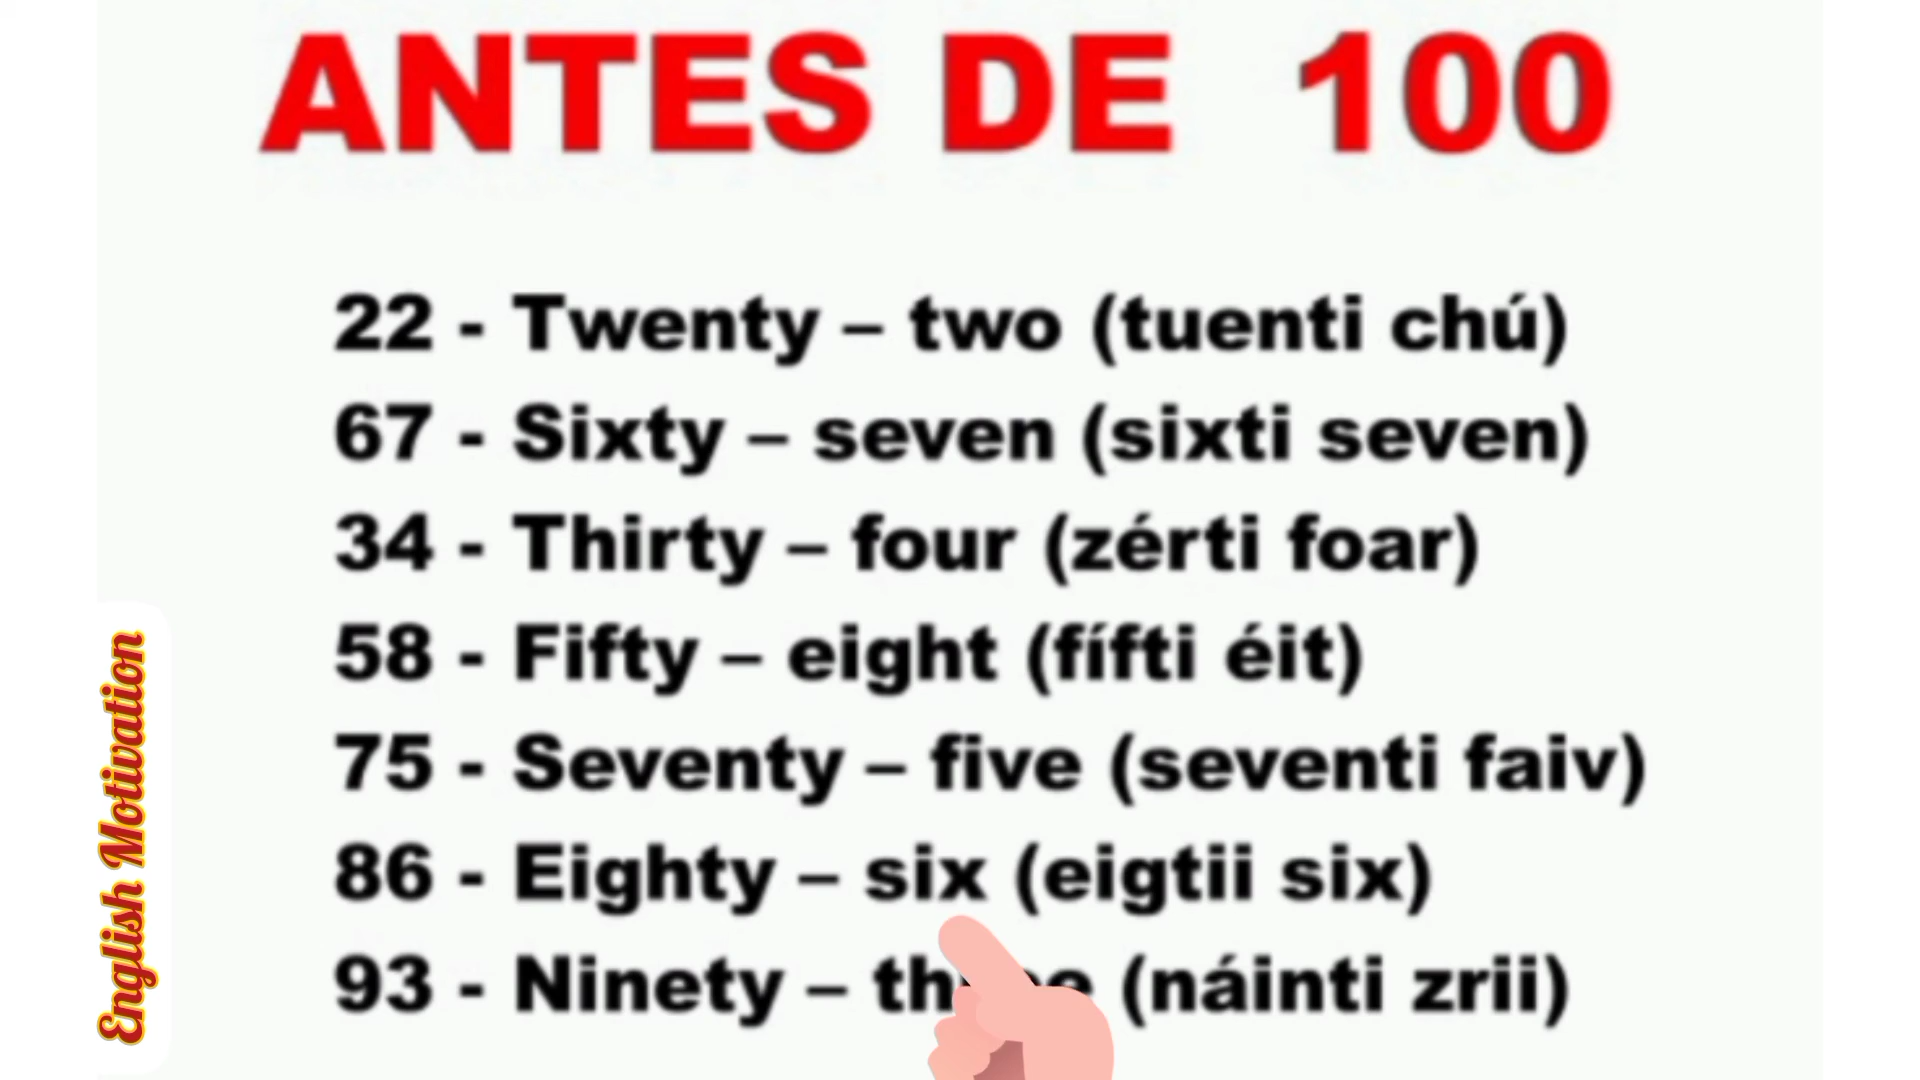 ANTES DE 100
22 - Twenty – two (tuenti chú)
67 - Sixty – seven (sixti seven)
34 - Thirty – four (zérti foar)
58 - Fifty – eight (fífti éit)
75 - Seventy – five (seventi faiv)
86 - Eighty – six (eigtii six)
93 - Ninety – three (náinti zrii)
English Motivation